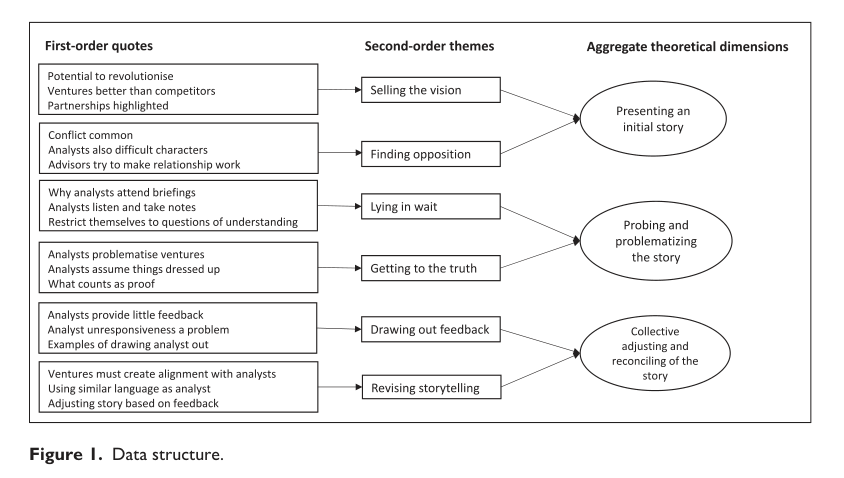 First-order quotes
Second-order themes
Aggregate theoretical dimensions
Potential to revolutionise
Ventures better than competitors
Partnerships highlighted
Selling the vision
Presenting an
initial story
Conflict common
Analysts also difficult characters
Advisors try to make relationship work
Finding opposition
Why analysts attend briefings
Analysts listen and take notes
Restrict themselves to questions of understanding
Lying in wait
Probing and
problematizing
the story
Analysts problematise ventures
Analysts assume things dressed up
What counts as proof
Getting to the truth
Analysts provide little feedback
Analyst unresponsiveness a problem
Examples of drawing analyst out
Drawing out feedback
Collective
adjusting and
reconciling of the
story
Ventures must create alignment with analysts
Using similar language as analyst
Adjusting story based on feedback
Revising storytelling
Figure 1. Data structure.